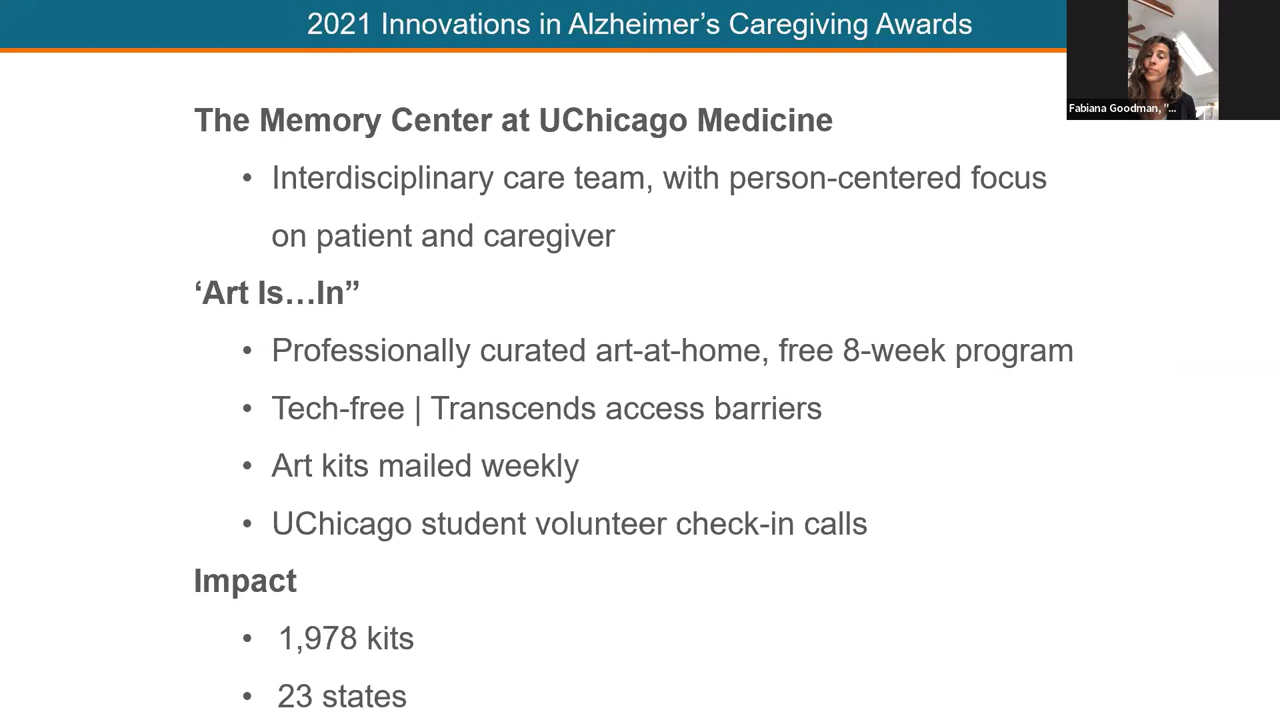 2021 Innovations in Alzheimer’s Caregiving Awards
Fabiana Goodman, "...
The Memory Center at UChicago Medicine
• Interdisciplinary care team, with person-centered focus
on patient and caregiver
‘Art Is…In”
• Professionally curated art-at-home, free 8-week program
• Tech-free | Transcends access barriers
• Art kits mailed weekly
• UChicago student volunteer check-in calls
Impact
• 1,978 kits
• 23 states